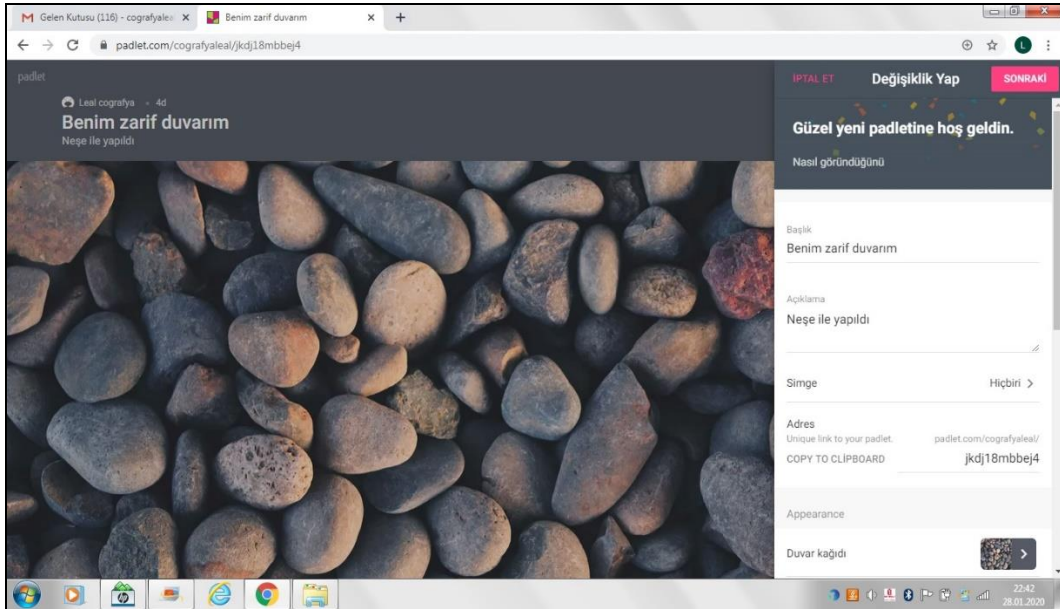 Gelen Kutusu (116) - cografyaleal
Benim zarif duvarım
padlet.com/cografyaleal/jkdj18mbbej4
L
padlet
Leal cografya • 4d
Benim zarif duvarım
Neşe ile yapıldı
İPTAL ET
Değişiklik Yap
SONRAKİ
Güzel yeni padletine hoş geldin.
Nasıl göründüğünü
Başlık
Benim zarif duvarım
Açıklama
Neşe ile yapıldı
Simge
Hiçbiri
Adres
Unique link to your padlet.
padlet.com/cografyaleal/
COPY TO CLİPBOARD
jkdj18mbbej4
Appearance
Duvar kağıdı
22:42
28.01.2020